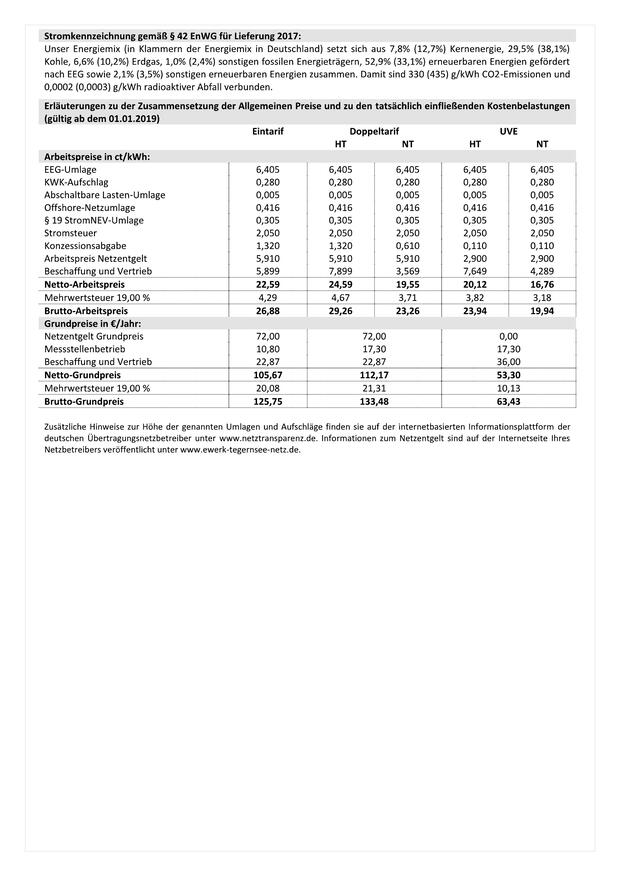 Stromkennzeichnung gemäß § 42 EnWG für Lieferung 2017:
Unser Energiemix (in Klammern der Energiemix in Deutschland) setzt sich aus 7,8% (12,7%) Kernenergie, 29,5% (38,1%)
Kohle, 6,6% (10,2%) Erdgas, 1,0% (2,4%) sonstigen fossilen Energieträgern, 52,9% (33,1%) erneuerbaren Energien gefördert
nach EEG sowie 2,1% (3,5%) sonstigen erneuerbaren Energien zusammen. Damit sind 330 (435) g/kWh CO2-Emissionen und
0,0002 (0,0003) g/kWh radioaktiver Abfall verbunden.
Erläuterungen zu der Zusammensetzung der Allgemeinen Preise und zu den tatsächlich einfließenden Kostenbelastungen
(gültig ab dem 01.01.2019)
Eintarif Doppeltarif UVE
HT NT HT NT
Arbeitspreise in ct/kWh:
EEG-Umlage 6,405 6,405 6,405 6,405 6,405
KWK-Aufschlag 0,280 0,280 0,280 0,280 0,280
Abschaltbare Lasten-Umlage 0,005 0,005 0,005 0,005 0,005
Offshore-Netzumlage 0,416 0,416 0,416 0,416 0,416
§ 19 StromNEV-Umlage 0,305 0,305 0,305 0,305 0,305
Stromsteuer 2,050 2,050 2,050 2,050 2,050
Konzessionsabgabe 1,320 1,320 0,610 0,110 0,110
Arbeitspreis Netzentgelt 5,910 5,910 5,910 2,900 2,900
Beschaffung und Vertrieb 5,899 7,899 3,569 7,649 4,289
Netto-Arbeitspreis 22,59 24,59 19,55 20,12 16,76
Mehrwertsteuer 19,00 % 4,29 4,67 3,71 3,82 3,18
Brutto-Arbeitspreis 26,88 29,26 23,26 23,94 19,94
Grundpreise in €/Jahr:
Netzentgelt Grundpreis 72,00 72,00 0,00
Messstellenbetrieb 10,80 17,30 17,30
Beschaffung und Vertrieb 22,87 22,87 36,00
Netto-Grundpreis 105,67 112,17 53,30
Mehrwertsteuer 19,00 % 20,08 21,31 10,13
Brutto-Grundpreis 125,75 133,48 63,43
Zusätzliche Hinweise zur Höhe der genannten Umlagen und Aufschläge finden sie auf der internetbasierten Informationsplattform der
deutschen Übertragungsnetzbetreiber unter www.netztransparenz.de. Informationen zum Netzentgelt sind auf der Internetseite Ihres
Netzbetreibers veröffentlicht unter www.ewerk-tegernsee-netz.de.